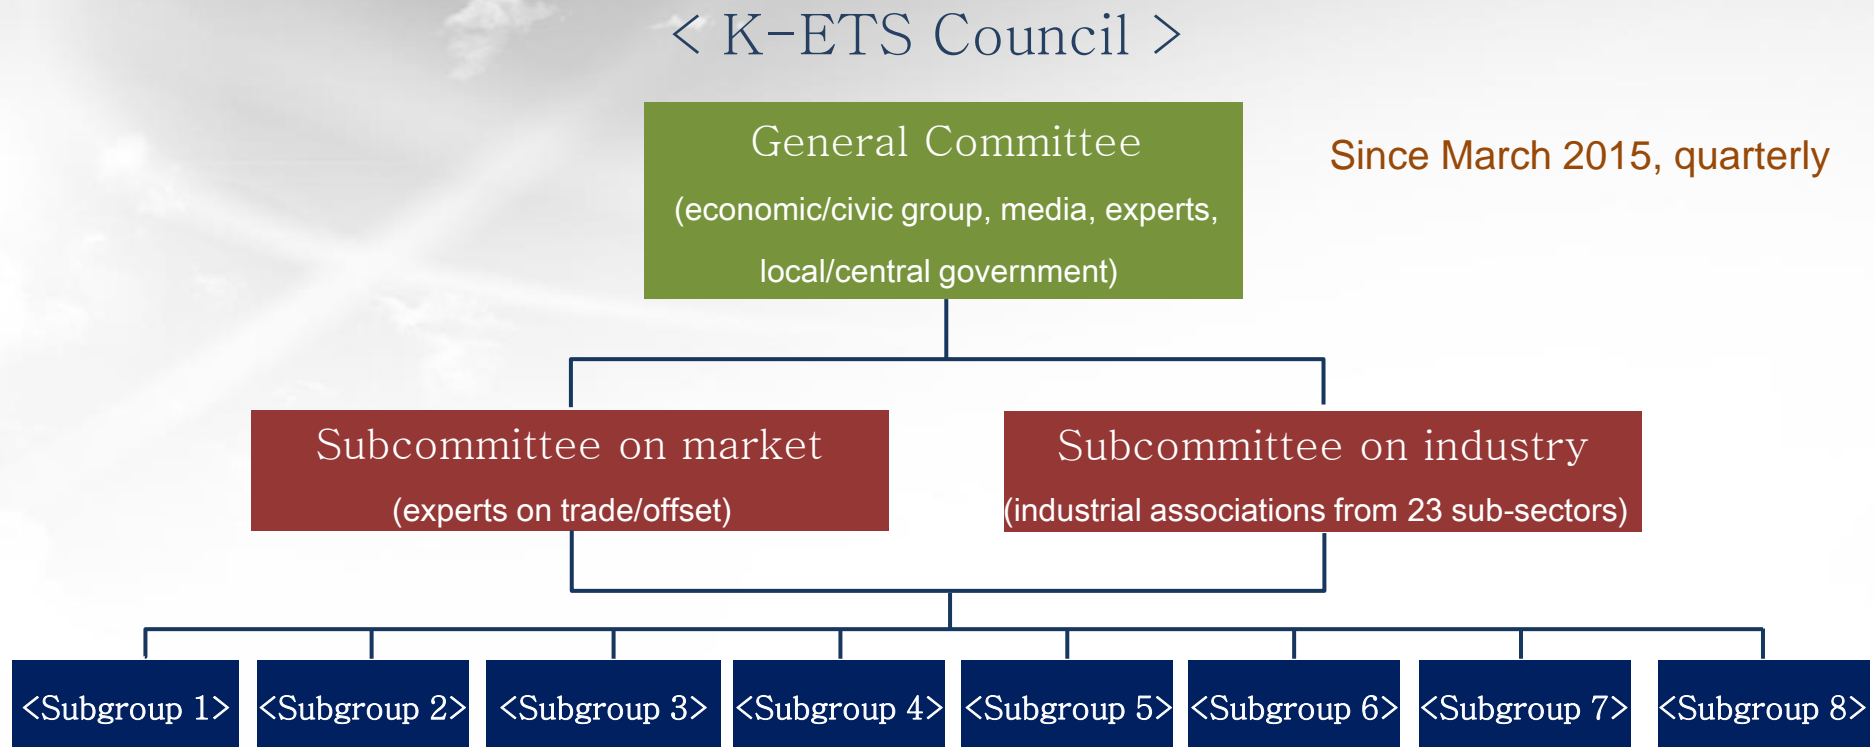 < K-ETS Council >
General Committee
(economic/civic group, media, experts,
local/central government)
Since March 2015, quarterly
Subcommittee on market
(experts on trade/offset)
Subcommittee on industry
(industrial associations from 23 sub-sectors)
<Subgroup 1>
<Subgroup 2>
<Subgroup 3>
<Subgroup 4>
<Subgroup 5>
<Subgroup 6>
<Subgroup 7>
<Subgroup 8>